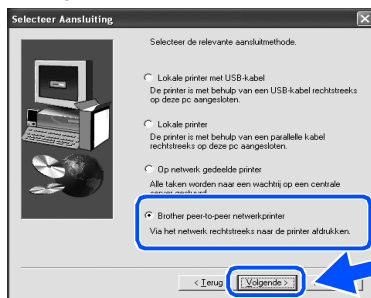 Selecteer Aansluiting
Selecteer de relevante aansluitmethode.
Lokale printer met USB-kabel
De printer is met behulp van een USB-kabel rechtstreeks
op deze pc aangesloten.
Lokale printer
De printer is met behulp van een parallelle kabel
rechtstreeks op deze pc aangesloten.
Op netwerk gedeelde printer
Alle taken worden naar een wachtrij op een centrale
server gestuurd.
Brother peer-to-peer netwerkprinter
Via het netwerk rechtstreeks naar de printer afdrukken.
< Terug Volgende >